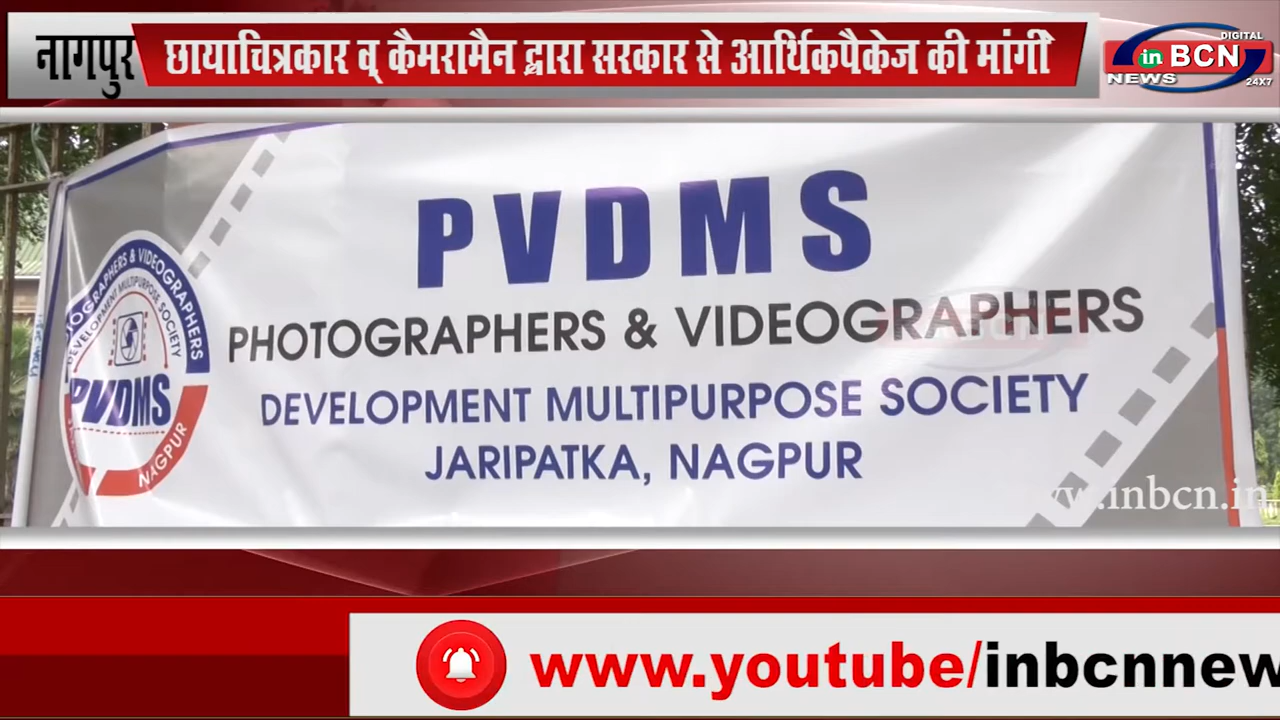 नागपुर
छायाचित्रकार व् कैमरामैन द्वारा सरकार से आर्थिकपैकेज की मांगी
DIGITAL
in BCN
NEWS
24X7
PVDMS
PHOTOGRAPHERS & VIDEOGRAPHERS
DEVELOPMENT MULTIPURPOSE SOCIETY
JARIPATKA, NAGPUR
& VIDEOGRAPHERS
DEVELOPMENT MULTIPURPOSE SOCIETY
PVDMS
NAGPUR
www.inbcn.in
www.youtube/inbcnnew